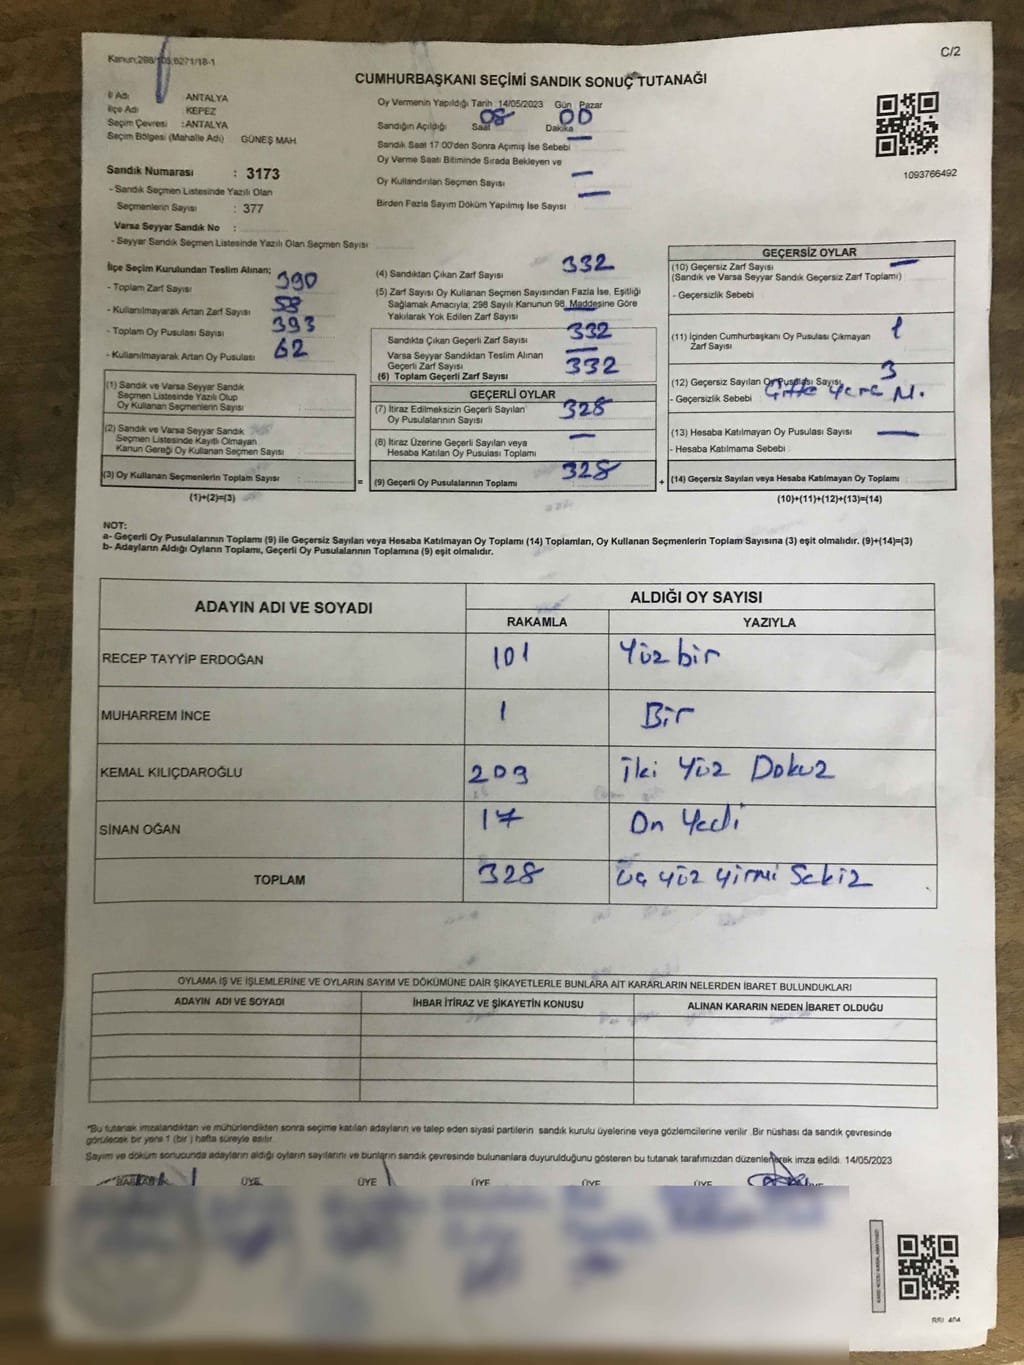 Kanun:298/105,6271/18-1
C/2
CUMHURBAŞKANI SEÇİMİ SANDIK SONUÇ TUTANAĞI
İl Adı : ANTALYA
İlçe Adı : KEPEZ
Seçim Çevresi : ANTALYA
Seçim Bölgesi (Mahalle Adı) GÜNEŞ MAH
Sandık Numarası : 3173
- Sandık Seçmen Listesinde Yazılı Olan
Seçmenlerin Sayısı : 377
Varsa Seyyar Sandık No :
- Seyyar Sandık Seçmen Listesinde Yazılı Olan Seçmen Sayısı
Oy Vermenin Yapıldığı Tarih 14/05/2023 Gün Pazar
Sandığın Açıldığı Saat 08 Dakika 00
Sandık Saat 17:00'den Sonra Açımış İse Sebebi —
Oy Verme Saati Bitiminde Sırada Bekleyen ve
Oy Kullandırılan Seçmen Sayısı —
Birden Fazla Sayım Döküm Yapılmış İse Sayısı —
1093766492
İlçe Seçim Kurulundan Teslim Alınan;
- Toplam Zarf Sayısı 390
- Kullanılmayarak Artan Zarf Sayısı 58
- Toplam Oy Pusulası Sayısı 393
- Kullanılmayarak Artan Oy Pusulası 62
(1) Sandık ve Varsa Seyyar Sandık
Seçmen Listesinde Yazılı Olup
Oy Kullanan Seçmenlerin Sayısı :
(2) Sandık ve Varsa Seyyar Sandık
Seçmen Listesinde Kayıtlı Olmayan
Kanun Gereği Oy Kullanan Seçmen Sayısı :
(3) Oy Kullanan Seçmenlerin Toplam Sayısı :
(1)+(2)=(3)
(4) Sandıktan Çıkan Zarf Sayısı 332
(5) Zarf Sayısı Oy Kullanan Seçmen Sayısından Fazla İse, Eşitliği
Sağlamak Amacıyla; 298 Sayılı Kanunun 98. Maddesine Göre
Yakılarak Yok Edilen Zarf Sayısı —
Sandıkta Çıkan Geçerli Zarf Sayısı 332
Varsa Seyyar Sandıktan Teslim Alınan
Geçerli Zarf Sayısı —
(6) Toplam Geçerli Zarf Sayısı 332
GEÇERLİ OYLAR
(7) İtiraz Edilmeksizin Geçerli Sayılan
Oy Pusulasının Sayısı 328
(8) İtiraz Üzerine Geçerli Sayılan veya
Hesaba Katılan Oy Pusulası Toplamı —
= (9) Geçerli Oy Pusulalarının Toplamı 328 +
GEÇERSİZ OYLAR
(10) Geçersiz Zarf Sayısı —
(Sandık ve Varsa Seyyar Sandık Geçersiz Zarf Toplamı)
- Geçersizlik Sebebi
(11) İçinden Cumhurbaşkanı Oy Pusulası Çıkmayan
Zarf Sayısı 1
(12) Geçersiz Sayılan Oy Pusulası Sayısı 3
- Geçersizlik Sebebi Çifte yere M.
(13) Hesaba Katılmayan Oy Pusulası Sayısı —
- Hesaba Katılmama Sebebi
(14) Geçersiz Sayılan veya Hesaba Katılmayan Oy Toplamı :
(10)+(11)+(12)+(13)=(14)
NOT:
a- Geçerli Oy Pusulalarının Toplamı (9) ile Geçersiz Sayılan veya Hesaba Katılmayan Oy Toplamı (14) Toplamları, Oy Kullanan Seçmenlerin Toplam Sayısına (3) eşit olmalıdır. (9)+(14)=(3)
b- Adayların Aldığı Oyların Toplamı, Geçerli Oy Pusulalarının Toplamına (9) eşit olmalıdır.
ADAYIN ADI VE SOYADI
ALDIĞI OY SAYISI
RAKAMLA YAZIYLA
RECEP TAYYİP ERDOĞAN 101 Yüz bir
MUHARREM İNCE 1 Bir
KEMAL KILIÇDAROĞLU 209 İki Yüz Dokuz
SİNAN OĞAN 17 On Yedi
TOPLAM 328 Üç yüz yirmi Sekiz
OYLAMA İŞ VE İŞLEMLERİNE VE OYLARIN SAYIM VE DÖKÜMÜNE DAİR ŞİKAYETLERLE BUNLARA AİT KARARLARIN NELERDEN İBARET BULUNDUKLARI
ADAYIN ADI VE SOYADI İHBAR İTİRAZ VE ŞİKAYETİN KONUSU ALINAN KARARIN NEDEN İBARET OLDUĞU
*Bu tutanak imzalandıktan ve mühürlendikten sonra seçime katılan adayların ve talep eden siyasi partilerin sandık kurulu üyelerine veya gözlemcilerine verilir. Bir nüshası da sandık çevresinde
görülecek bir yere 1 (bir ) hafta süreyle asılır.
Sayım ve döküm sonucunda adayların aldığı oyların sayılarını ve bunların sandık çevresinde bulunanlara duyurulduğunu gösteren bu tutanak tarafımızdan düzenlenerek imza edildi. 14/05/2023
BAŞKAN ÜYE ÜYE ÜYE ÜYE ÜYE ÜYE